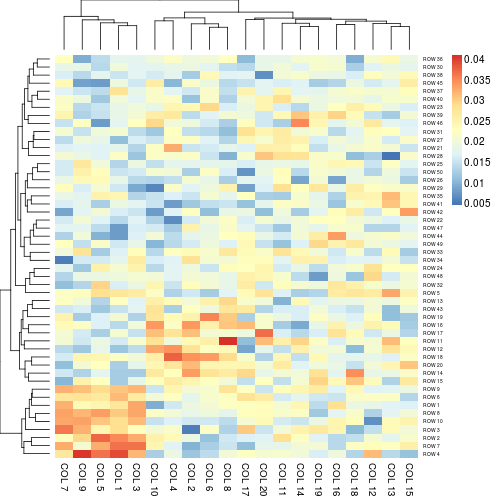 ROW 36
ROW 30
ROW 38
ROW 45
ROW 37
ROW 40
ROW 23
ROW 39
ROW 46
ROW 31
ROW 27
ROW 21
ROW 28
ROW 25
ROW 50
ROW 26
ROW 29
ROW 35
ROW 41
ROW 42
ROW 22
ROW 47
ROW 44
ROW 49
ROW 33
ROW 34
ROW 24
ROW 48
ROW 32
ROW 5
ROW 13
ROW 43
ROW 19
ROW 16
ROW 17
ROW 11
ROW 12
ROW 18
ROW 20
ROW 14
ROW 15
ROW 9
ROW 6
ROW 1
ROW 8
ROW 10
ROW 3
ROW 2
ROW 7
ROW 4
COL 7
COL 9
COL 5
COL 1
COL 3
COL 10
COL 4
COL 2
COL 6
COL 8
COL 17
COL 20
COL 11
COL 14
COL 19
COL 16
COL 18
COL 12
COL 13
COL 15
0.04
0.035
0.03
0.025
0.02
0.015
0.01
0.005